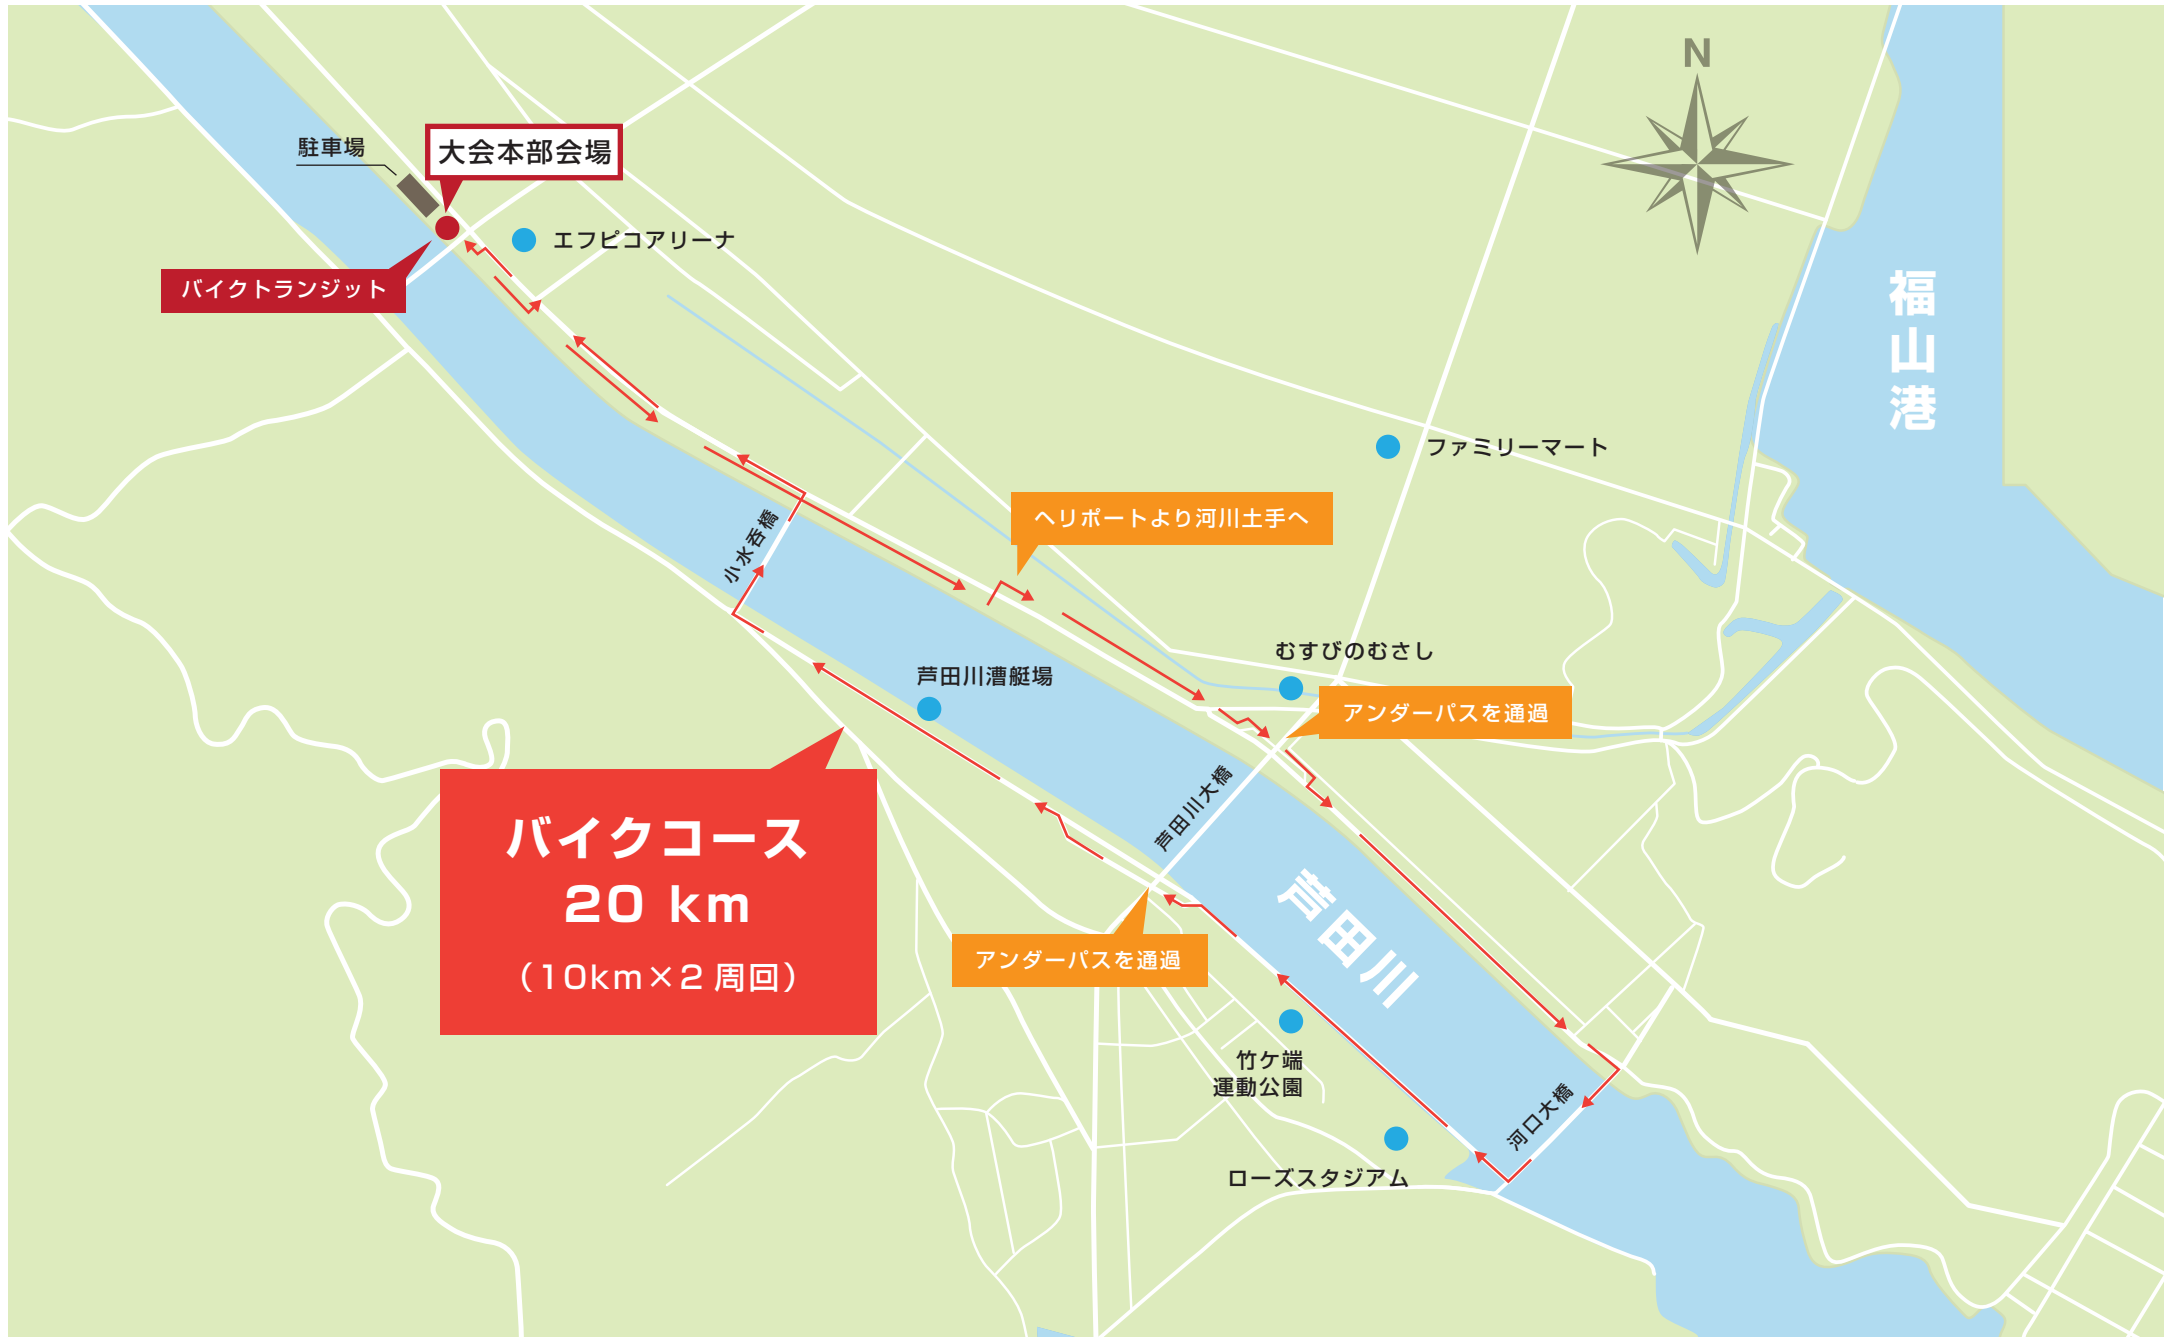 N
駐車場
大会本部会場
エフピコアリーナ
バイクトランジット
福山港
ファミリーマート
ヘリポートより河川土手へ
小水呑橋
むすびのむさし
芦田川漕艇場
アンダーパスを通過
芦田川大橋
バイクコース
20 km
（10km×2 周回）
芦田川
アンダーパスを通過
竹ケ端
運動公園
河口大橋
ローズスタジアム